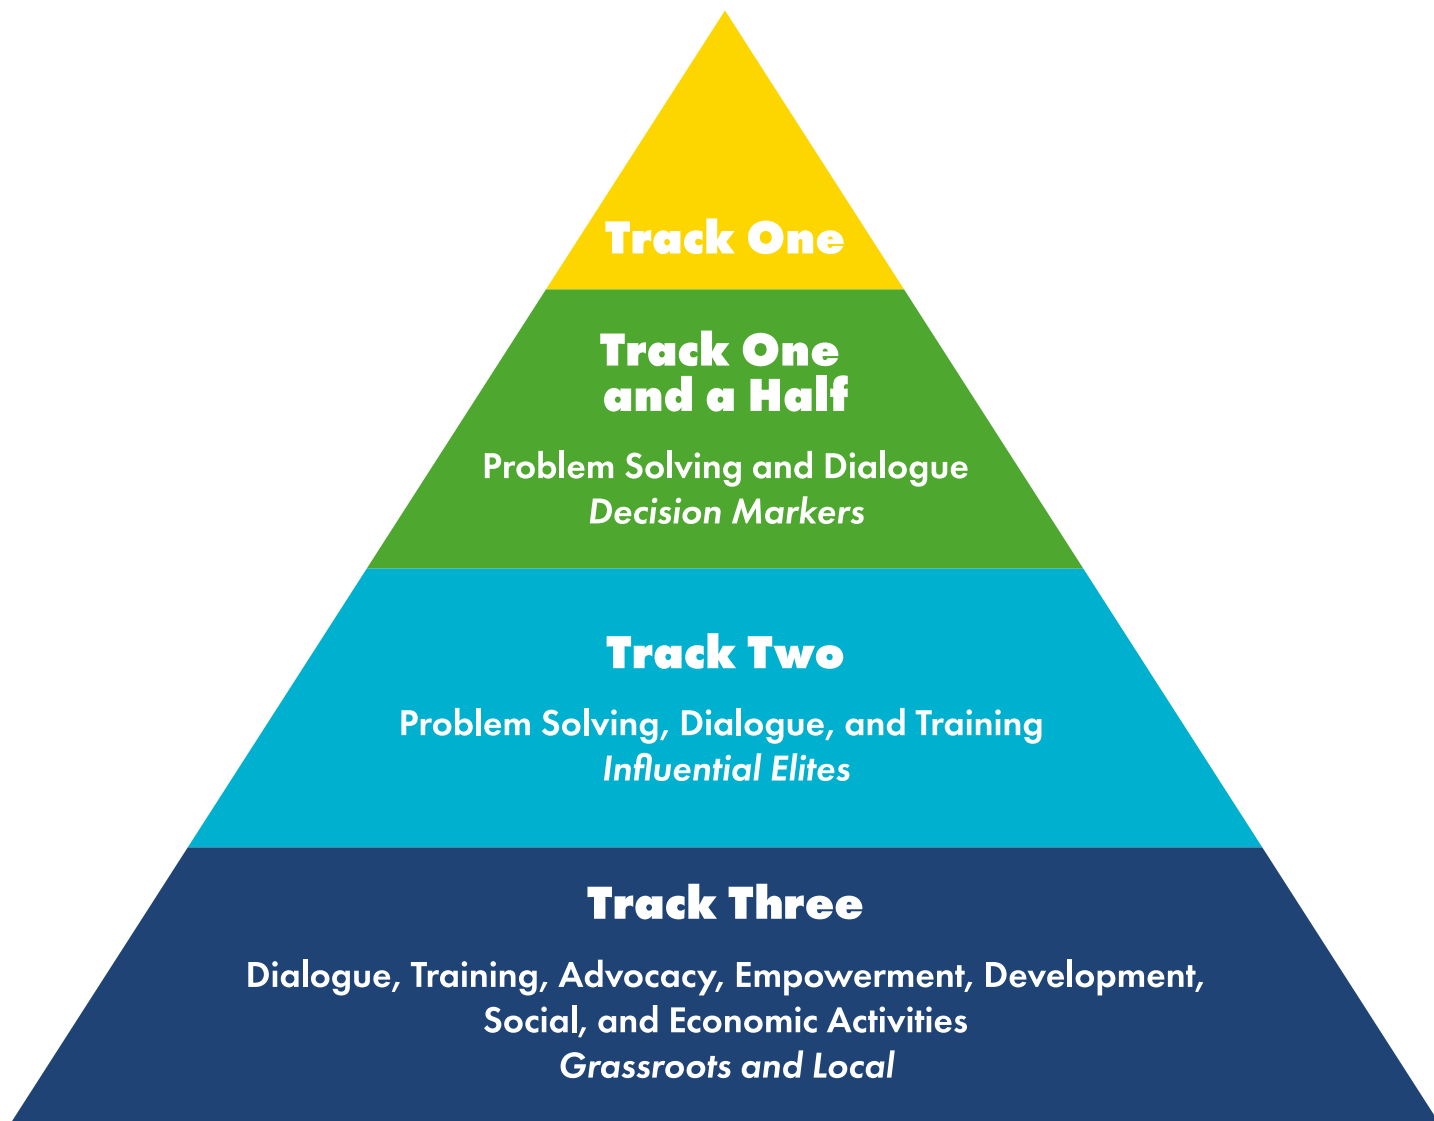 Track One
Track One
and a Half
Problem Solving and Dialogue
Decision Markers
Track Two
Problem Solving, Dialogue, and Training
Influential Elites
Track Three
Dialogue, Training, Advocacy, Empowerment, Development,
Social, and Economic Activities
Grassroots and Local